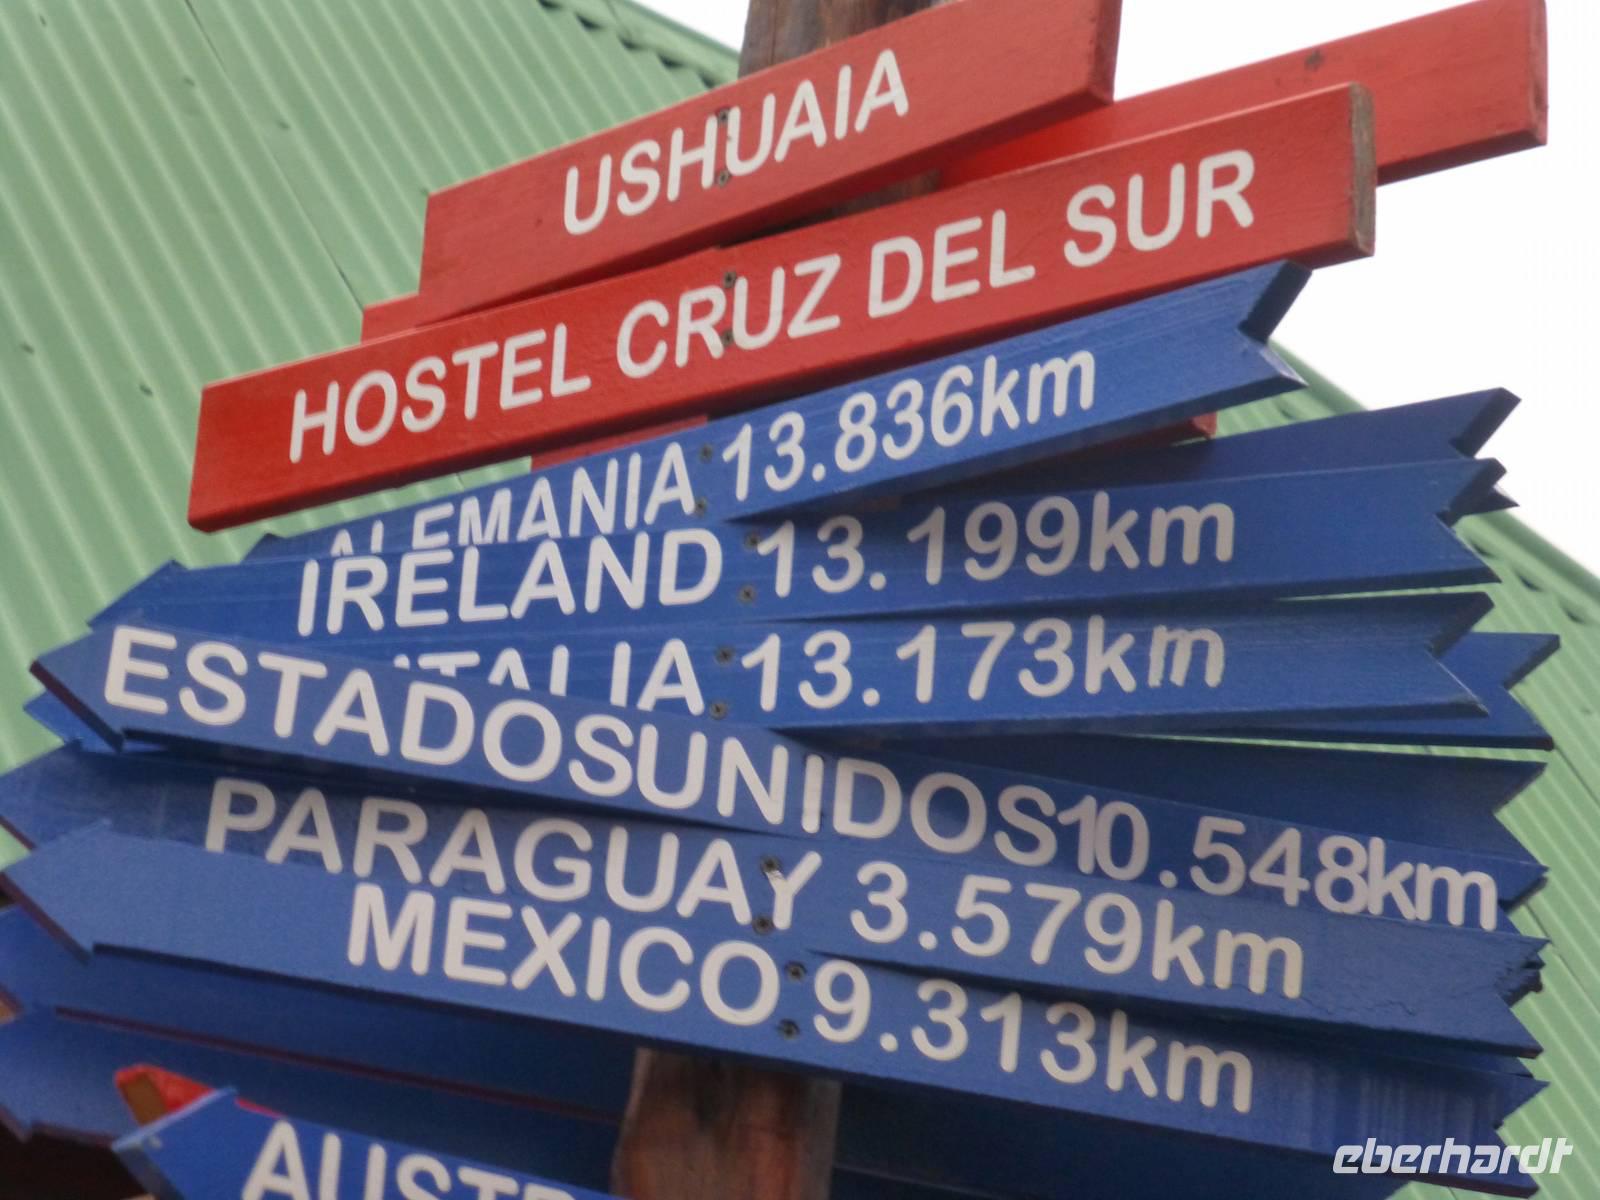 USHUAIA
HOSTEL CRUZ DEL SUR
ALEMANIA 13.836km
IRELAND 13.199km
ITALIA 13.173km
ESTADOSUNIDOS10.548km
PARAGUAY 3.579km
MEXICO 9.313km
eberhardt